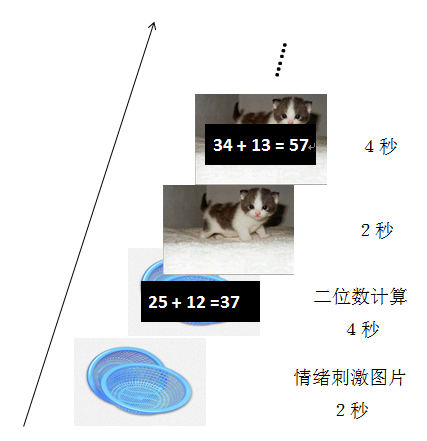 34 + 13 = 57
4 秒
2 秒
25 + 12 =37
二位数计算
4 秒
情绪刺激图片
2 秒